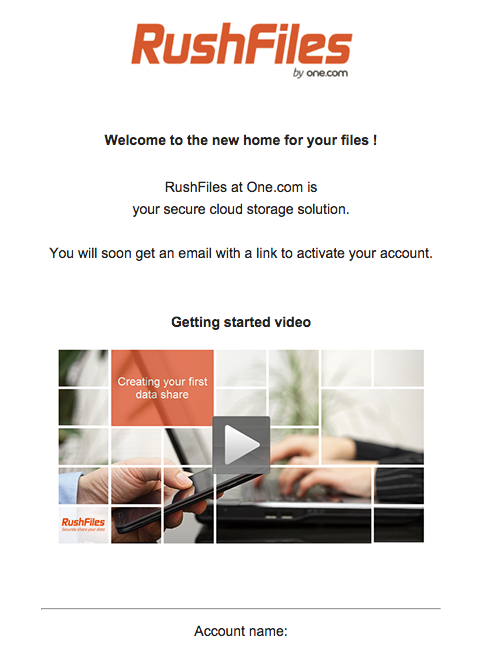 RushFiles
by one.com
Welcome to the new home for your files !
RushFiles at One.com is
your secure cloud storage solution.
You will soon get an email with a link to activate your account.
Getting started video
Creating your first
data share
RushFiles
Securely share your data
Account name: